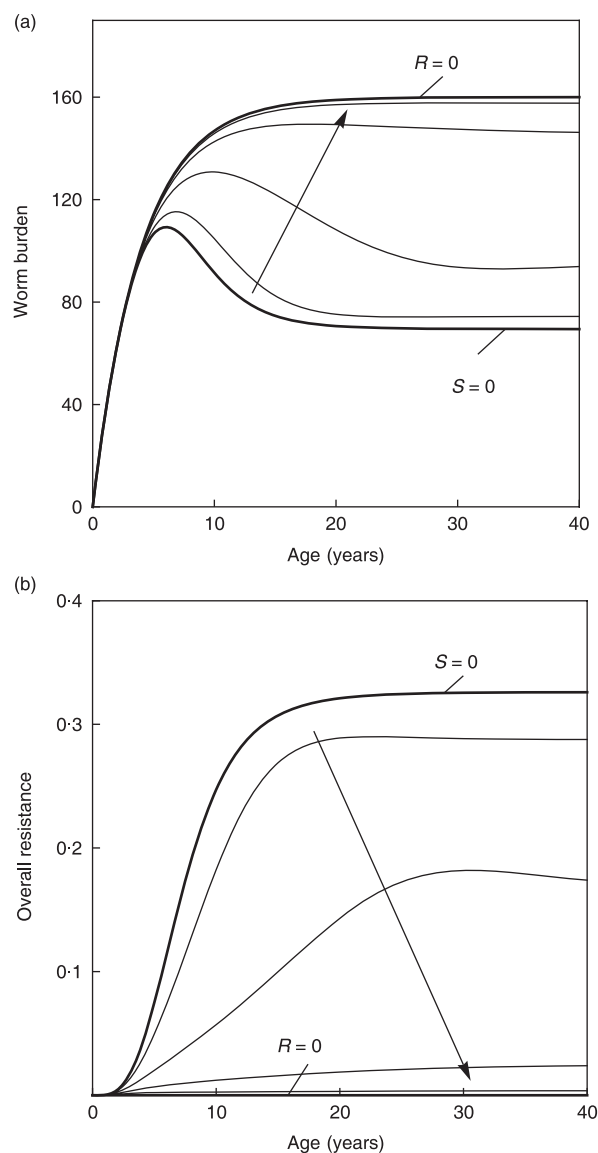 (a)
R = 0
160
120
80
40
0
Worm burden
S = 0
0 10 20 30 40
Age (years)
(b)
0·4
0·3
0·2
0·1
Overall resistance
S = 0
R = 0
0 10 20 30 40
Age (years)